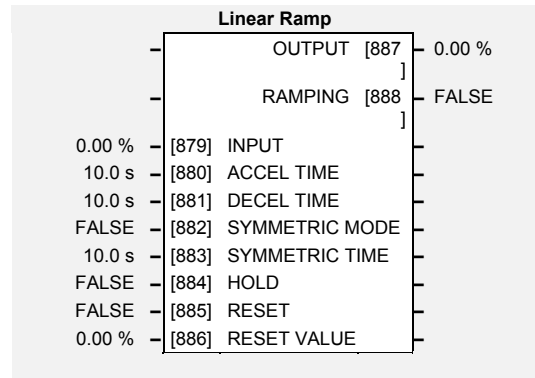 Linear Ramp
OUTPUT [887 ] 0.00 %
RAMPING [888 ] FALSE
0.00 % [879] INPUT
10.0 s [880] ACCEL TIME
10.0 s [881] DECEL TIME
FALSE [882] SYMMETRIC MODE
10.0 s [883] SYMMETRIC TIME
FALSE [884] HOLD
FALSE [885] RESET
0.00 % [886] RESET VALUE